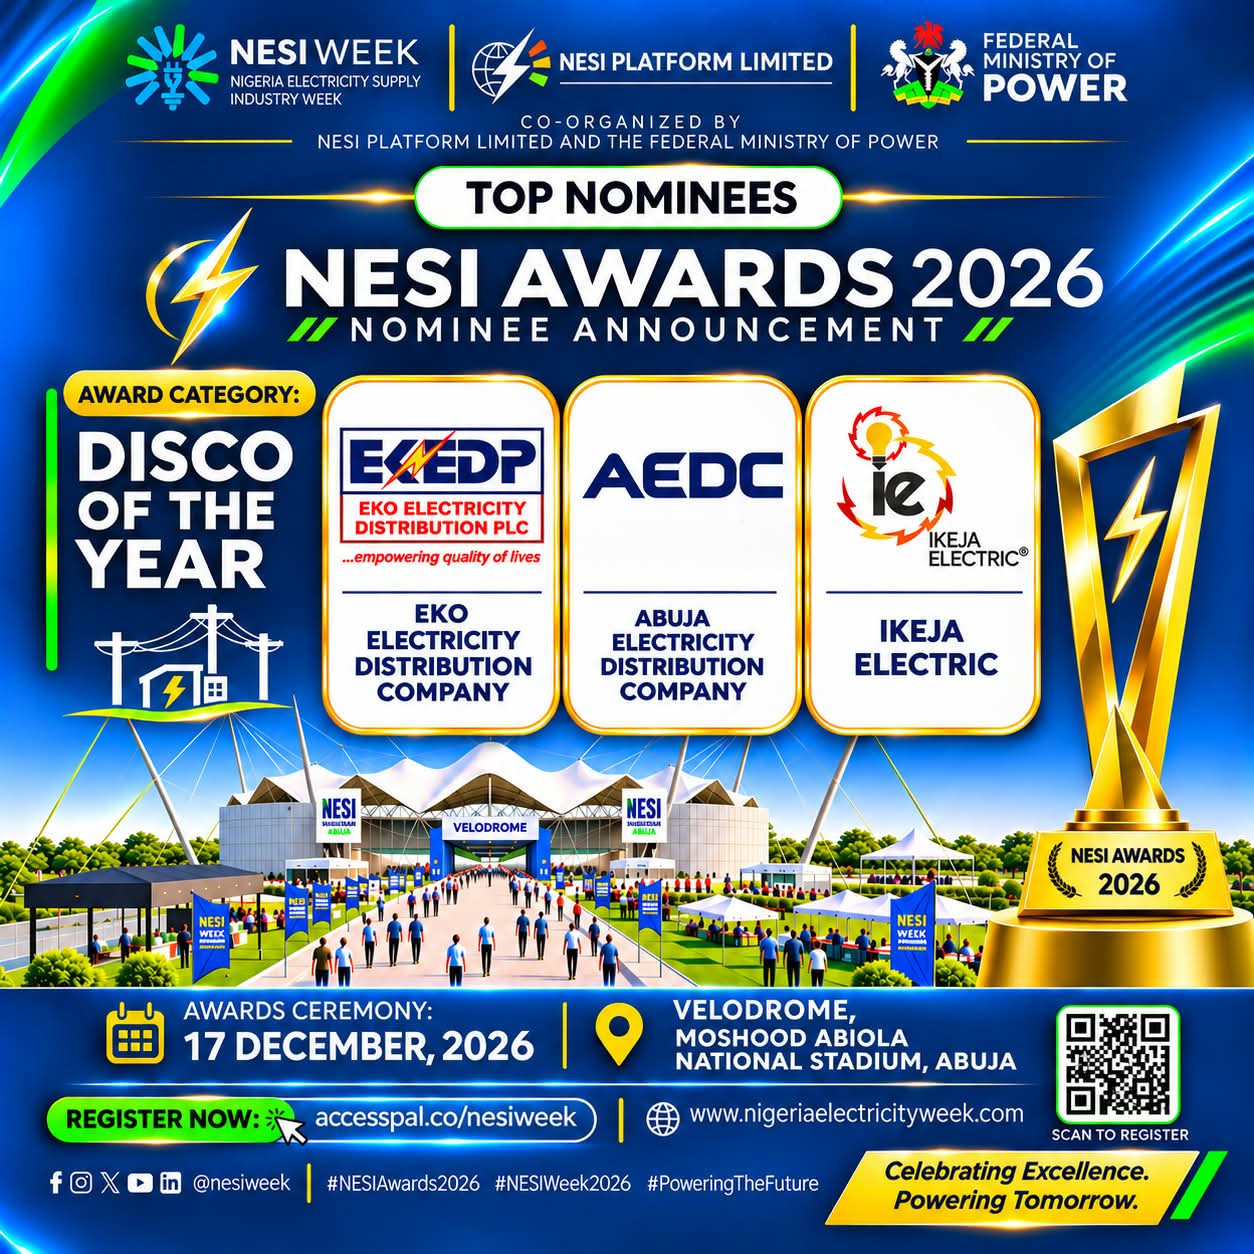 NESI WEEK
NIGERIA ELECTRICITY SUPPLY
INDUSTRY WEEK
NESI PLATFORM LIMITED
FEDERAL
MINISTRY OF
POWER
CO-ORGANIZED BY
NESI PLATFORM LIMITED AND THE FEDERAL MINISTRY OF POWER
TOP NOMINEES
NESI AWARDS 2026
NOMINEE ANNOUNCEMENT
AWARD CATEGORY:
DISCO
OF THE
YEAR
EKEDP
EKO ELECTRICITY
DISTRIBUTION PLC
...empowering quality of lives
EKO
ELECTRICITY
DISTRIBUTION
COMPANY
AEDC
ABUJA
ELECTRICITY
DISTRIBUTION
COMPANY
ie
IKEJA
ELECTRIC®
IKEJA
ELECTRIC
NESI
ABUJA
VELODROME
NESI
ABUJA
NESI
WEEK
NESI
WEEK
NESI AWARDS
2026
AWARDS CEREMONY:
17 DECEMBER, 2026
VELODROME,
MOSHOOD ABIOLA
NATIONAL STADIUM, ABUJA
REGISTER NOW:
accesspal.co/nesiweek
www.nigeriaelectricityweek.com
SCAN TO REGISTER
@nesiweek
#NESIAwards2026 #NESIWeek2026 #PoweringTheFuture
Celebrating Excellence.
Powering Tomorrow.